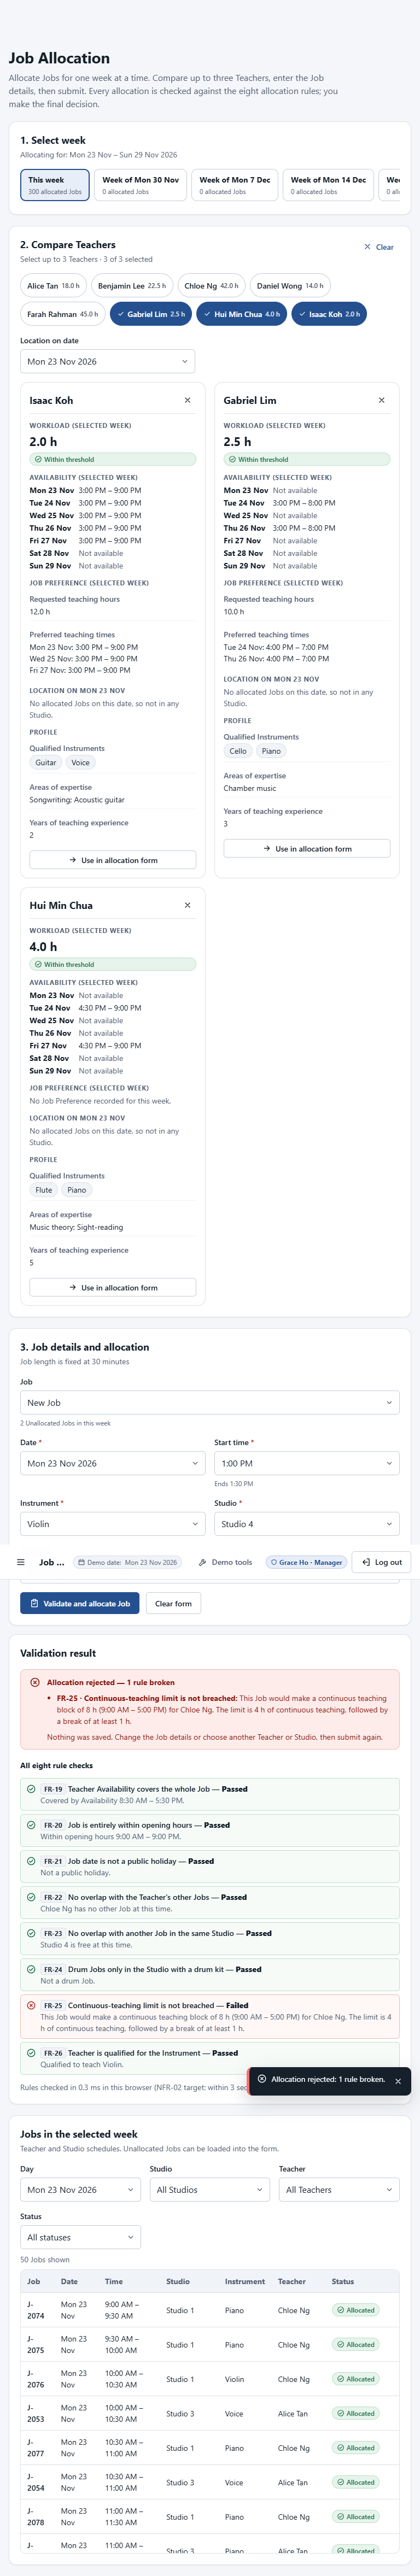 Job Allocation
Allocate Jobs for one week at a time. Compare up to three Teachers, enter the Job
details, then submit. Every allocation is checked against the eight allocation rules; you
make the final decision.
1. Select week
Allocating for: Mon 23 Nov – Sun 29 Nov 2026
This week
300 allocated Jobs
Week of Mon 30 Nov
0 allocated Jobs
Week of Mon 7 Dec
0 allocated Jobs
Week of Mon 14 Dec
0 allocated Jobs
2. Compare Teachers
Select up to 3 Teachers · 3 of 3 selected
Clear
Alice Tan 18.0 h
Benjamin Lee 22.5 h
Chloe Ng 42.0 h
Daniel Wong 14.0 h
Farah Rahman 45.0 h
Gabriel Lim 2.5 h
Hui Min Chua 4.0 h
Isaac Koh 2.0 h
Location on date
Mon 23 Nov 2026
Isaac Koh
WORKLOAD (SELECTED WEEK)
2.0 h
Within threshold
AVAILABILITY (SELECTED WEEK)
Mon 23 Nov 3:00 PM – 9:00 PM
Tue 24 Nov 3:00 PM – 9:00 PM
Wed 25 Nov 3:00 PM – 9:00 PM
Thu 26 Nov 3:00 PM – 9:00 PM
Fri 27 Nov 3:00 PM – 9:00 PM
Sat 28 Nov Not available
Sun 29 Nov Not available
JOB PREFERENCE (SELECTED WEEK)
Requested teaching hours
12.0 h
Preferred teaching times
Mon 23 Nov: 3:00 PM – 9:00 PM
Wed 25 Nov: 3:00 PM – 9:00 PM
Fri 27 Nov: 3:00 PM – 9:00 PM
LOCATION ON MON 23 NOV
No allocated Jobs on this date, so not in any
Studio.
PROFILE
Qualified Instruments
Guitar Voice
Areas of expertise
Songwriting; Acoustic guitar
Years of teaching experience
2
Use in allocation form
Gabriel Lim
WORKLOAD (SELECTED WEEK)
2.5 h
Within threshold
AVAILABILITY (SELECTED WEEK)
Mon 23 Nov Not available
Tue 24 Nov 3:00 PM – 8:00 PM
Wed 25 Nov Not available
Thu 26 Nov 3:00 PM – 8:00 PM
Fri 27 Nov Not available
Sat 28 Nov Not available
Sun 29 Nov Not available
JOB PREFERENCE (SELECTED WEEK)
Requested teaching hours
10.0 h
Preferred teaching times
Tue 24 Nov: 4:00 PM – 7:00 PM
Thu 26 Nov: 4:00 PM – 7:00 PM
LOCATION ON MON 23 NOV
No allocated Jobs on this date, so not in any
Studio.
PROFILE
Qualified Instruments
Cello Piano
Areas of expertise
Chamber music
Years of teaching experience
3
Use in allocation form
Hui Min Chua
WORKLOAD (SELECTED WEEK)
4.0 h
Within threshold
AVAILABILITY (SELECTED WEEK)
Mon 23 Nov Not available
Tue 24 Nov 4:30 PM – 9:00 PM
Wed 25 Nov Not available
Thu 26 Nov Not available
Fri 27 Nov 4:30 PM – 9:00 PM
Sat 28 Nov Not available
Sun 29 Nov Not available
JOB PREFERENCE (SELECTED WEEK)
No Job Preference recorded for this week.
LOCATION ON MON 23 NOV
No allocated Jobs on this date, so not in any
Studio.
PROFILE
Qualified Instruments
Flute Piano
Areas of expertise
Music theory; Sight-reading
Years of teaching experience
5
Use in allocation form
3. Job details and allocation
Job length is fixed at 30 minutes
Job
New Job
2 Unallocated Jobs in this week
Date *
Mon 23 Nov 2026
Start time *
1:00 PM
Ends 1:30 PM
Instrument *
Violin
Studio *
Studio 4
Job ...
Demo date: Mon 23 Nov 2026
Demo tools
Grace Ho · Manager
Log out
Validate and allocate Job
Clear form
Validation result
Allocation rejected — 1 rule broken
• FR-25 · Continuous-teaching limit is not breached: This Job would make a continuous teaching
block of 8 h (9:00 AM – 5:00 PM) for Chloe Ng. The limit is 4 h of continuous teaching, followed by
a break of at least 1 h.
Nothing was saved. Change the Job details or choose another Teacher or Studio, then submit again.
All eight rule checks
FR-19 Teacher Availability covers the whole Job — Passed
Covered by Availability 8:30 AM – 5:30 PM.
FR-20 Job is entirely within opening hours — Passed
Within opening hours 9:00 AM – 9:00 PM.
FR-21 Job date is not a public holiday — Passed
Not a public holiday.
FR-22 No overlap with the Teacher's other Jobs — Passed
Chloe Ng has no other Job at this time.
FR-23 No overlap with another Job in the same Studio — Passed
Studio 4 is free at this time.
FR-24 Drum Jobs only in the Studio with a drum kit — Passed
Not a drum Job.
FR-25 Continuous-teaching limit is not breached — Failed
This Job would make a continuous teaching block of 8 h (9:00 AM – 5:00 PM) for Chloe Ng. The limit is 4
h of continuous teaching, followed by a break of at least 1 h.
FR-26 Teacher is qualified for the Instrument — Passed
Qualified to teach Violin.
Allocation rejected: 1 rule broken.
Rules checked in 0.3 ms in this browser (NFR-02 target: within 3
Jobs in the selected week
Teacher and Studio schedules. Unallocated Jobs can be loaded into the form.
Day
Mon 23 Nov 2026
Studio
All Studios
Teacher
All Teachers
Status
All statuses
50 Jobs shown
Job Date Time Studio Instrument Teacher Status
J-2074 Mon 23 Nov 9:00 AM – 9:30 AM Studio 1 Piano Chloe Ng Allocated
J-2075 Mon 23 Nov 9:30 AM – 10:00 AM Studio 1 Piano Chloe Ng Allocated
J-2076 Mon 23 Nov 10:00 AM – 10:30 AM Studio 1 Violin Chloe Ng Allocated
J-2053 Mon 23 Nov 10:00 AM – 10:30 AM Studio 3 Voice Alice Tan Allocated
J-2077 Mon 23 Nov 10:30 AM – 11:00 AM Studio 1 Piano Chloe Ng Allocated
J-2054 Mon 23 Nov 10:30 AM – 11:00 AM Studio 3 Voice Alice Tan Allocated
J-2078 Mon 23 Nov 11:00 AM – 11:30 AM Studio 1 Piano Chloe Ng Allocated
J- Mon 23 11:00 AM – Studio 3 Piano Alice Tan Allocated